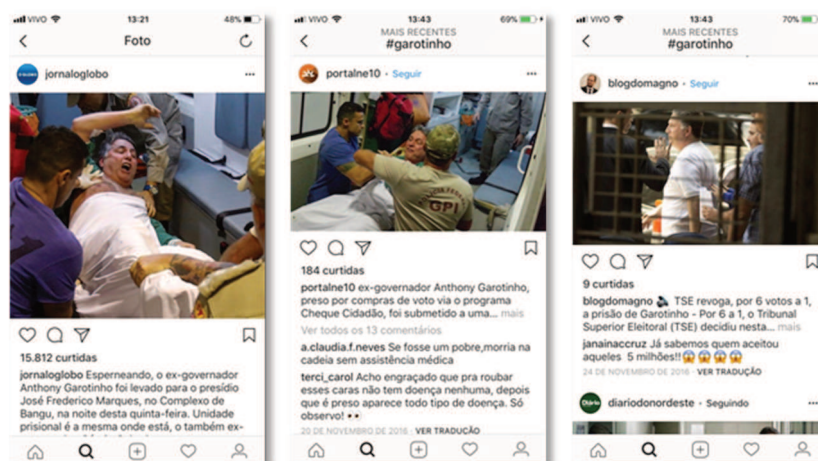 VIVO 13:21 48%
Foto
jornaloglobo
15.812 curtidas
jornaloglobo Esperneando, o ex-governador
Anthony Garotinho foi levado para o presídio
José Frederico Marques, no Complexo de
Bangu, na noite desta quinta-feira. Unidade
prisional é a mesma onde está, o também ex-
VIVO 13:43 69%
MAIS RECENTES
#garotinho
portalne10 • Seguir
GPI
184 curtidas
portalne10 ex-governador Anthony Garotinho,
preso por compras de voto via o programa
Cheque Cidadão, foi submetido a uma... mais
Ver todos os 13 comentários
a.claudia.f.neves Se fosse um pobre,morria na
cadeia sem assistência médica
terci_carol Acho engraçado que pra roubar
esses caras não tem doença nenhuma, depois
que é preso aparece todo tipo de doença. Só
observo! 👀
20 DE NOVEMBRO DE 2016 · VER TRADUÇÃO
VIVO 13:43 70%
MAIS RECENTES
#garotinho
blogdomagno • Seguir
9 curtidas
blogdomagno 🔊 TSE revoga, por 6 votos a 1,
a prisão de Garotinho - Por 6 a 1, o Tribunal
Superior Eleitoral (TSE) decidiu nesta... mais
janainaccruz Já sabemos quem aceitou
aqueles 5 milhões!!😱😱😱😱
24 DE NOVEMBRO DE 2016 · VER TRADUÇÃO
diariodonordeste • Seguindo